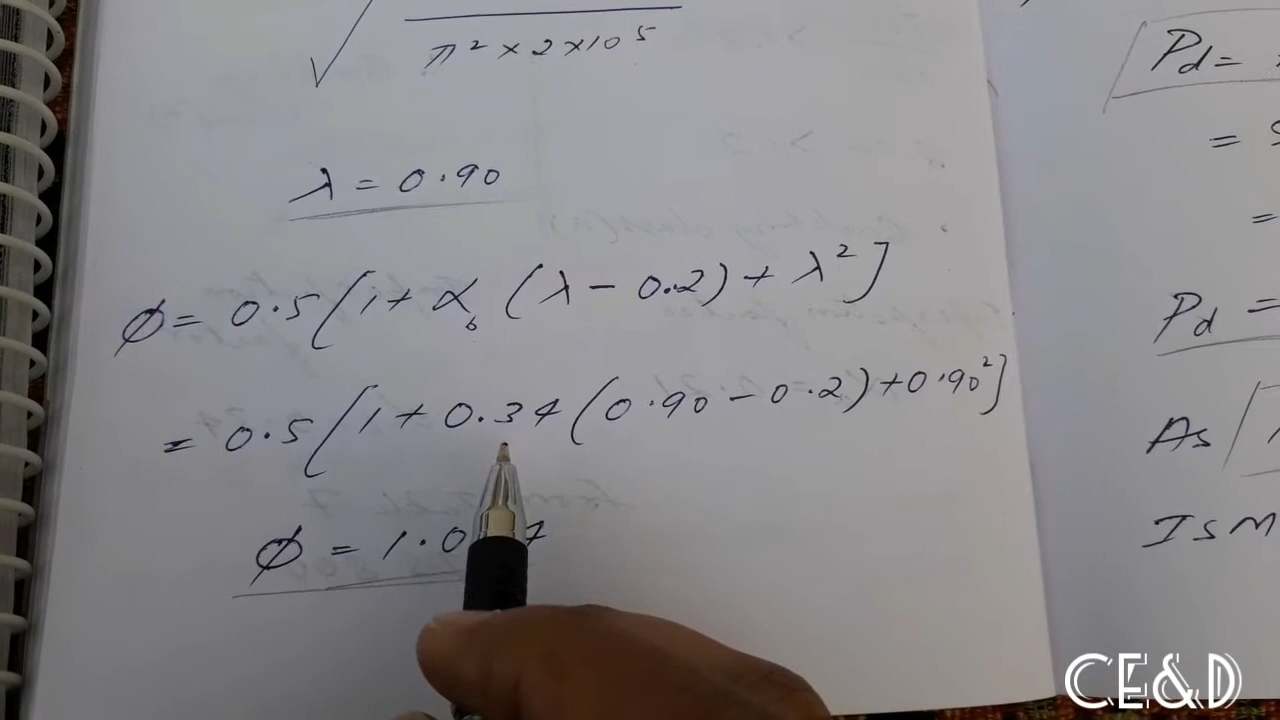 π² × 2×10⁵
λ = 0.90
ϕ = 0.5[1+ α_b (λ − 0.2) + λ²]
= 0.5[1+ 0.34 (0.90 − 0.2) + 0.90²]
ϕ = 1.0
Pd =
=
=
Pd =
As
ISM
CE&D